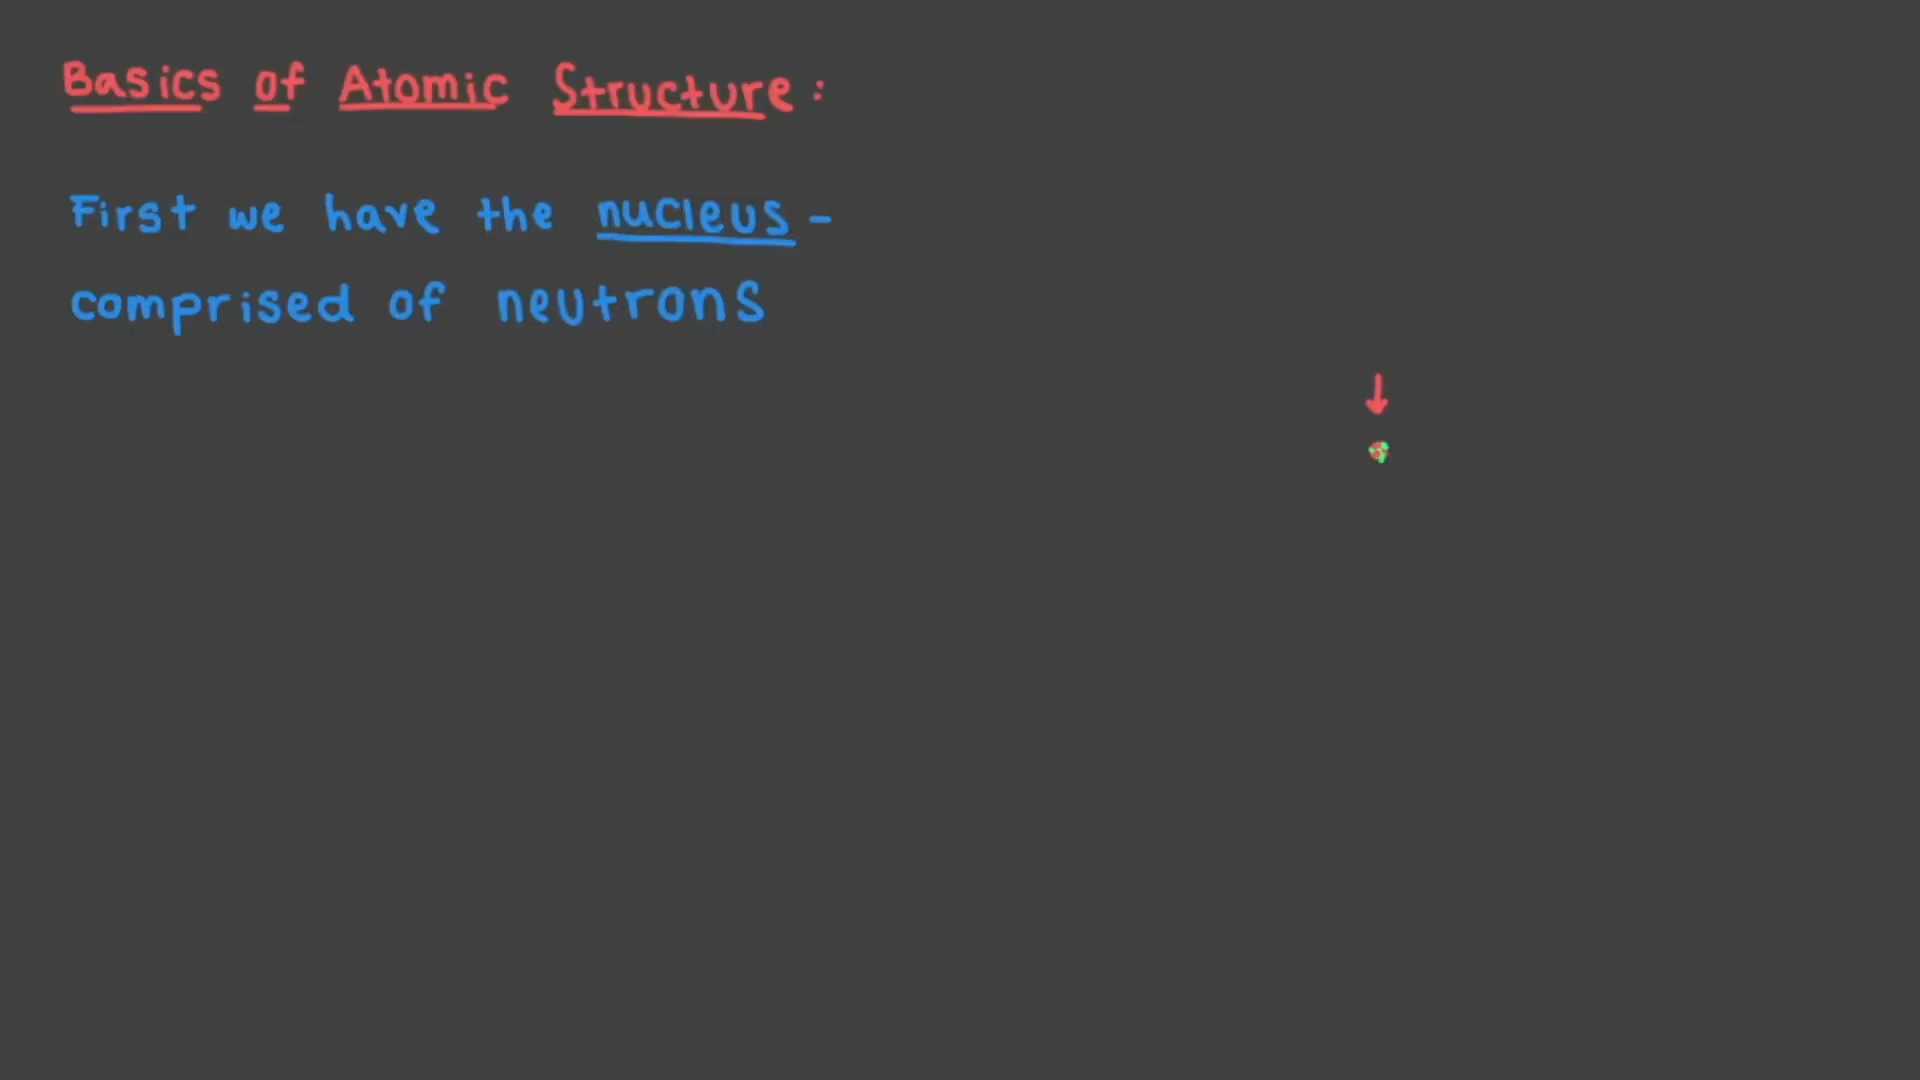 Basics of Atomic Structure:
First we have the nucleus -
comprised of neutrons